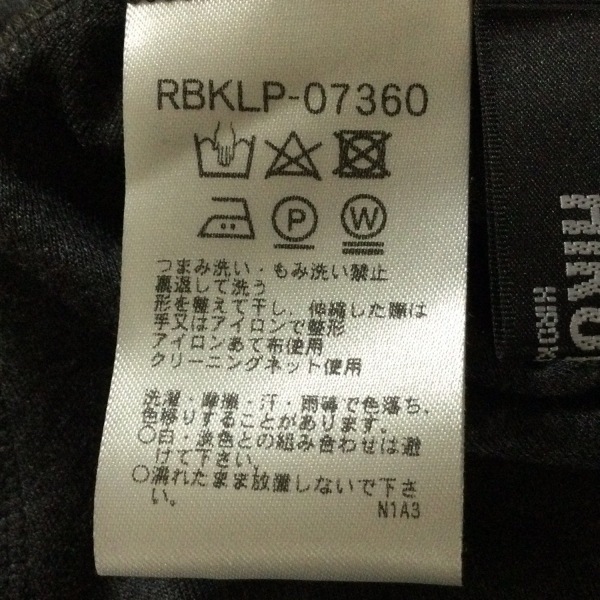 RBKLP-07360
P
W
つまみ洗い・もみ洗い禁止
裏返して洗う
形を整えて干し、伸縮した際は
手又はアイロンで整形
アイロンあて布使用
クリーニングネット使用
洗濯・摩擦・汗・雨等で色落ち、
色移りすることがあります。
○白・淡色との組み合わせは避
けて下さい。
○濡れたまま放置しないで下さ
い。
N1A3